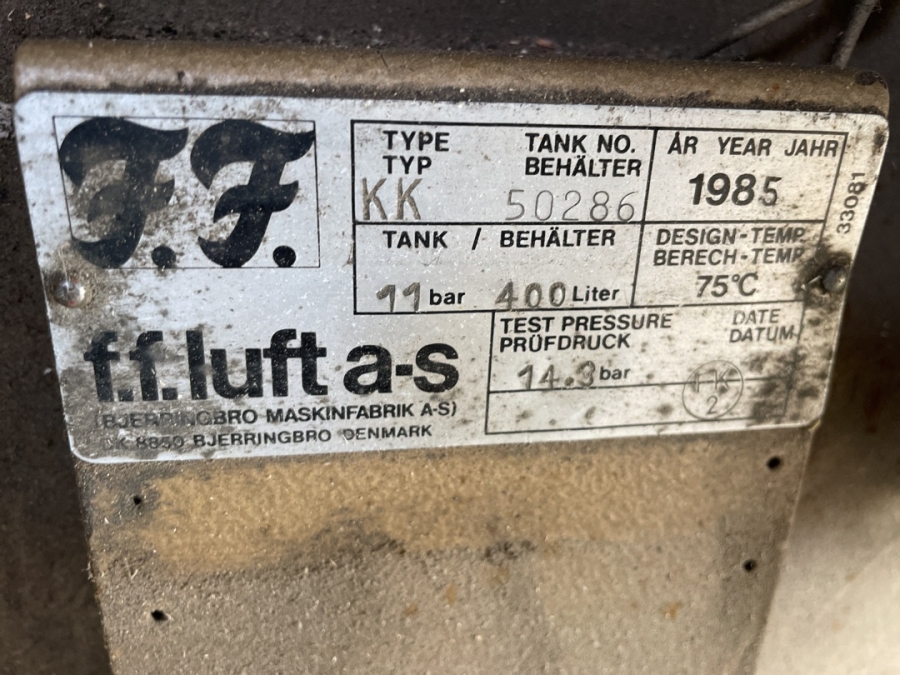 F.F.
TYPE TANK NO.
TYP BEHÄLTER
KK 50286
ÅR YEAR JAHR
1985
TANK / BEHÄLTER
11 bar 400 Liter
DESIGN-TEMP.
BERECH-TEMP.
75°C
33081
TEST PRESSURE
PRÜFDRUCK
14.3 bar
DATE
DATUM
TK
2
f.f. luft a-s
(BJERRINGBRO MASKINFABRIK A-S)
DK 8850 BJERRINGBRO DENMARK